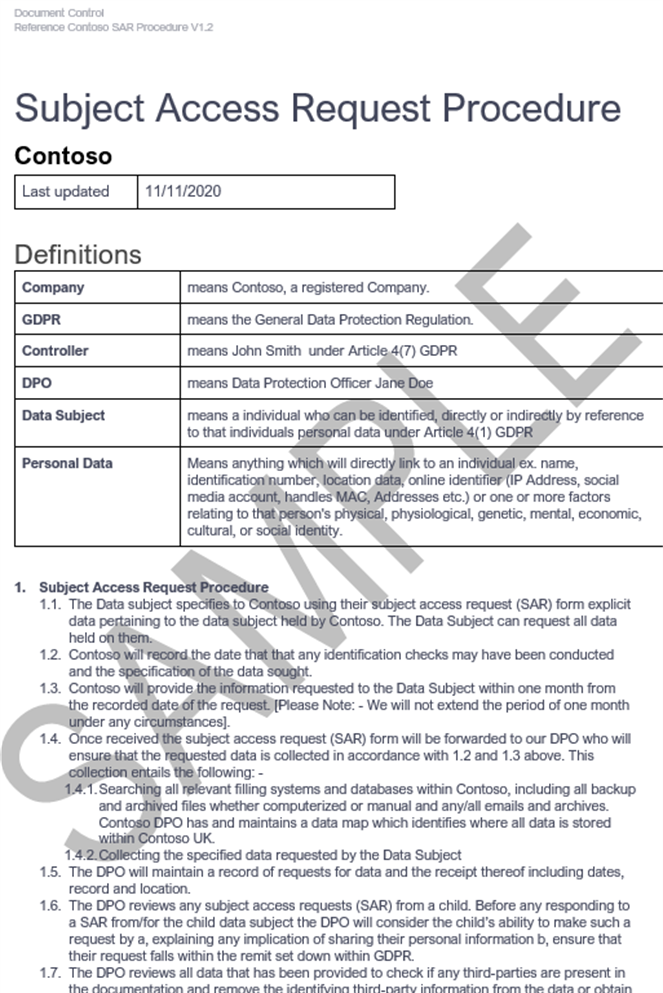 Document Control
Reference Contoso SAR Procedure V1.2
Subject Access Request Procedure
Contoso
Last updated 11/11/2020
Definitions
Company means Contoso, a registered Company.
GDPR means the General Data Protection Regulation.
Controller means John Smith under Article 4(7) GDPR
DPO means Data Protection Officer Jane Doe
Data Subject means a individual who can be identified, directly or indirectly by reference
to that individuals personal data under Article 4(1) GDPR
Personal Data Means anything which will directly link to an individual ex. name,
identification number, location data, online identifier (IP Address, social
media account, handles MAC, Addresses etc.) or one or more factors
relating to that person's physical, physiological, genetic, mental, economic,
cultural, or social identity.
SAMPLE
1. Subject Access Request Procedure
1.1. The Data subject specifies to Contoso using their subject access request (SAR) form explicit
data pertaining to the data subject held by Contoso. The Data Subject can request all data
held on them.
1.2. Contoso will record the date that that any identification checks may have been conducted
and the specification of the data sought.
1.3. Contoso will provide the information requested to the Data Subject within one month from
the recorded date of the request. [Please Note: - We will not extend the period of one month
under any circumstances].
1.4. Once received the subject access request (SAR) form will be forwarded to our DPO who will
ensure that the requested data is collected in accordance with 1.2 and 1.3 above. This
collection entails the following: -
1.4.1. Searching all relevant filling systems and databases within Contoso, including all backup
and archived files whether computerized or manual and any/all emails and archives.
Contoso DPO has and maintains a data map which identifies where all data is stored
within Contoso UK.
1.4.2. Collecting the specified data requested by the Data Subject
1.5. The DPO will maintain a record of requests for data and the receipt thereof including dates,
record and location.
1.6. The DPO reviews any subject access requests (SAR) from a child. Before any responding to
a SAR from/for the child data subject the DPO will consider the child's ability to make such a
request by a, explaining any implication of sharing their personal information b, ensure that
their request falls within the remit set down within GDPR.
1.7. The DPO reviews all data that has been provided to check if any third-parties are present in
the documentation and remove the identifying third-party information from the data or obtain